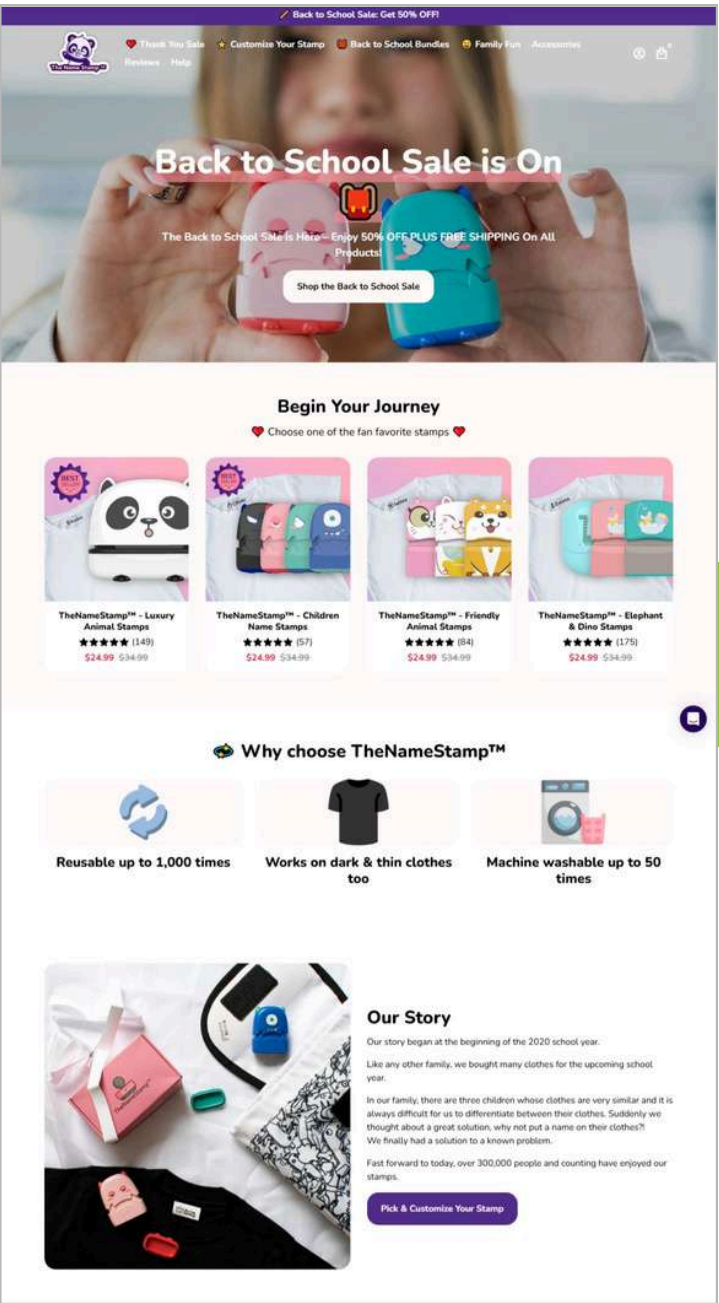 Back to School Sale: Get 50% OFF!
The Name Stamp™
Thank You Sale
Customize Your Stamp
Back to School Bundles
Family Fun
Accessories
0
Reviews
Help
Back to School Sale is On
The Back to School Sale Is Here – Enjoy 50% OFF PLUS FREE SHIPPING On All
Products!
Shop the Back to School Sale
Begin Your Journey
Choose one of the fan favorite stamps
BEST
BEST
TheNameStamp™ - Luxury
Animal Stamps
★★★★★ (149)
$24.99 $34.99
TheNameStamp™ - Children
Name Stamps
★★★★★ (57)
$24.99 $34.99
TheNameStamp™ - Friendly
Animal Stamps
★★★★★ (84)
$24.99 $34.99
TheNameStamp™ - Elephant
& Dino Stamps
★★★★★ (175)
$24.99 $34.99
Why choose TheNameStamp™
Reusable up to 1,000 times
Works on dark & thin clothes
too
Machine washable up to 50
times
TheNameStamp™
Our Story
Our story began at the beginning of the 2020 school year.
Like any other family, we bought many clothes for the upcoming school
year.
In our family, there are three children whose clothes are very similar and it is
always difficult for us to differentiate between their clothes. Suddenly we
thought about a great solution, why not put a name on their clothes?!
We finally had a solution to a known problem.
Fast forward to today, over 300,000 people and counting have enjoyed our
stamps.
Pick & Customize Your Stamp